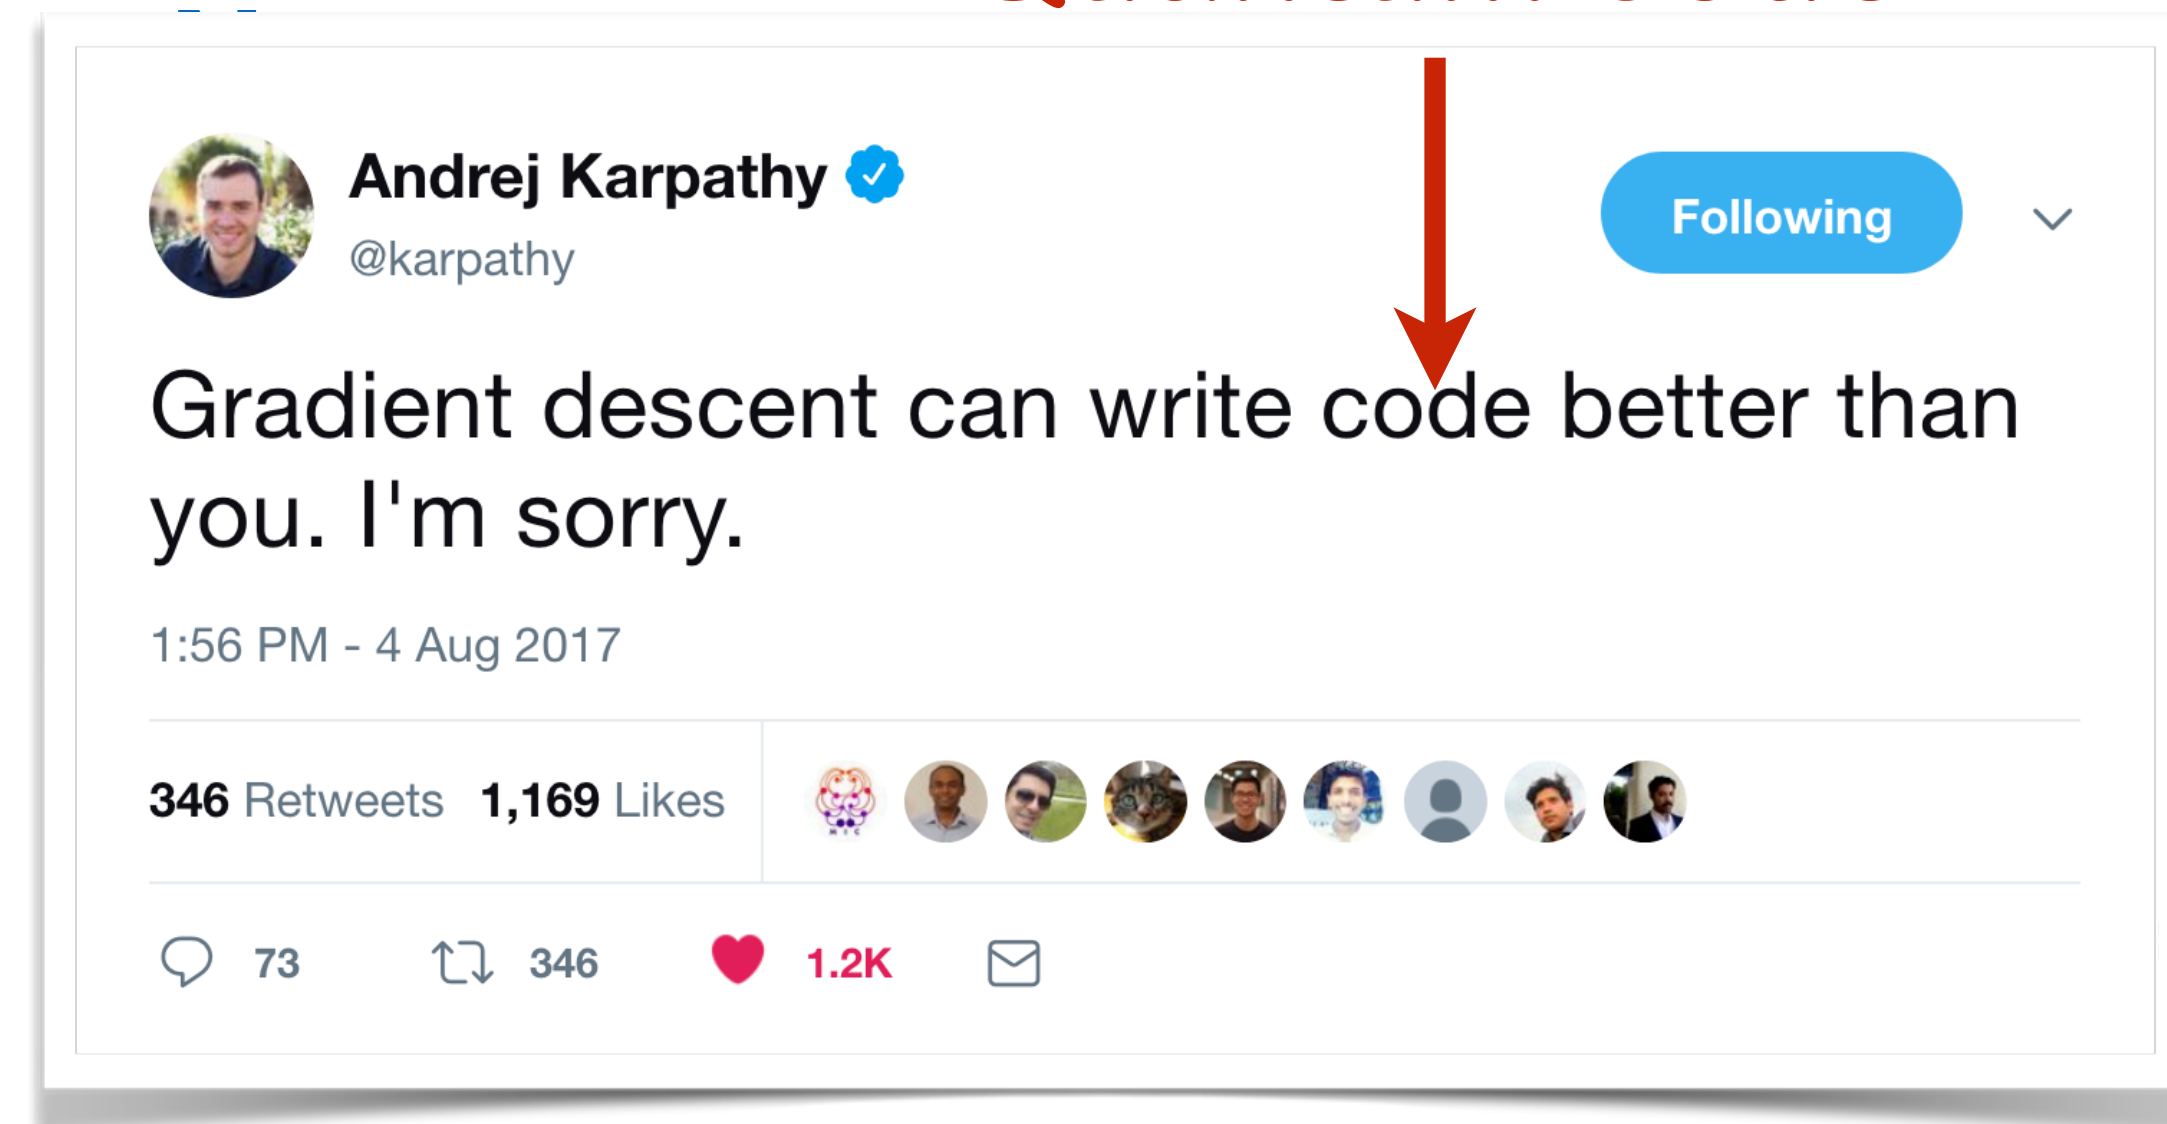 Andrej Karpathy
@karpathy
Following
Gradient descent can write code better than
you. I'm sorry.
1:56 PM - 4 Aug 2017
346 Retweets 1,169 Likes
MIC
73 346 1.2K